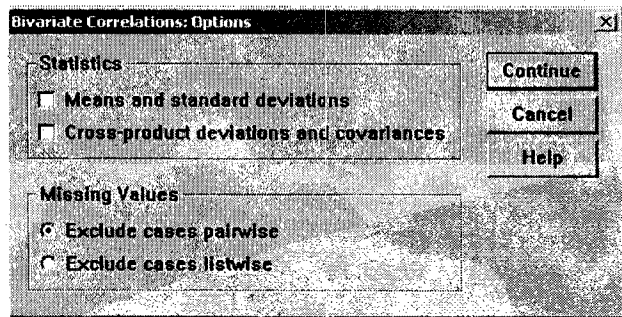 Bivariate Correlations: Options
Statistics
Means and standard deviations
Cross-product deviations and covariances
Missing Values
Exclude cases pairwise
Exclude cases listwise
Continue
Cancel
Help